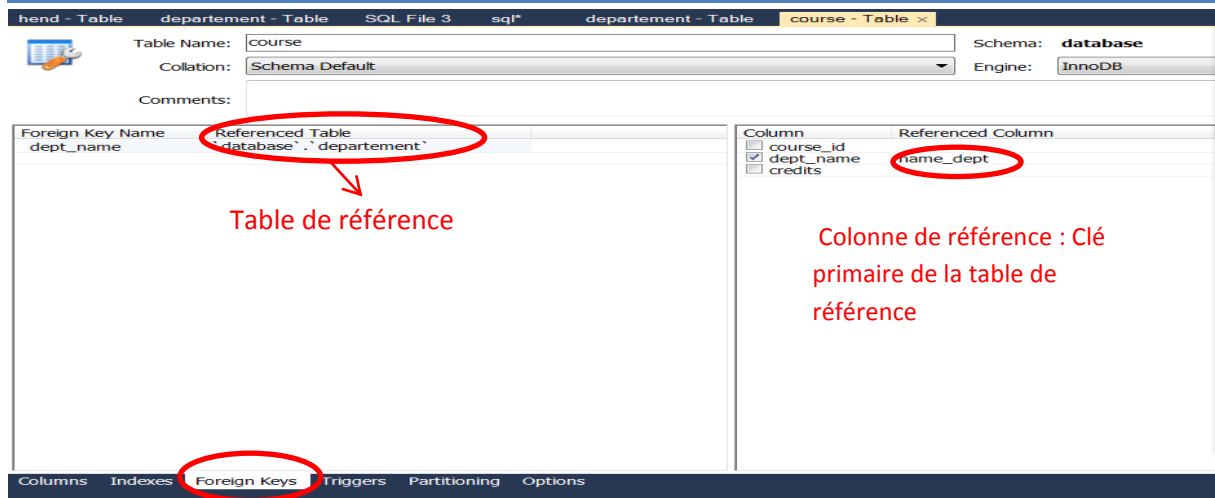 hend - Table departement - Table SQL File 3 sql* departement - Table course - Table ×
Table Name: course Schema: database
Collation: Schema Default Engine: InnoDB
Comments:
Foreign Key Name Referenced Table Column Referenced Column
dept_name `database`.`departement` course_id
dept_name name_dept
credits
Table de référence
Colonne de référence : Clé
primaire de la table de
référence
Columns Indexes Foreign Keys Triggers Partitioning Options